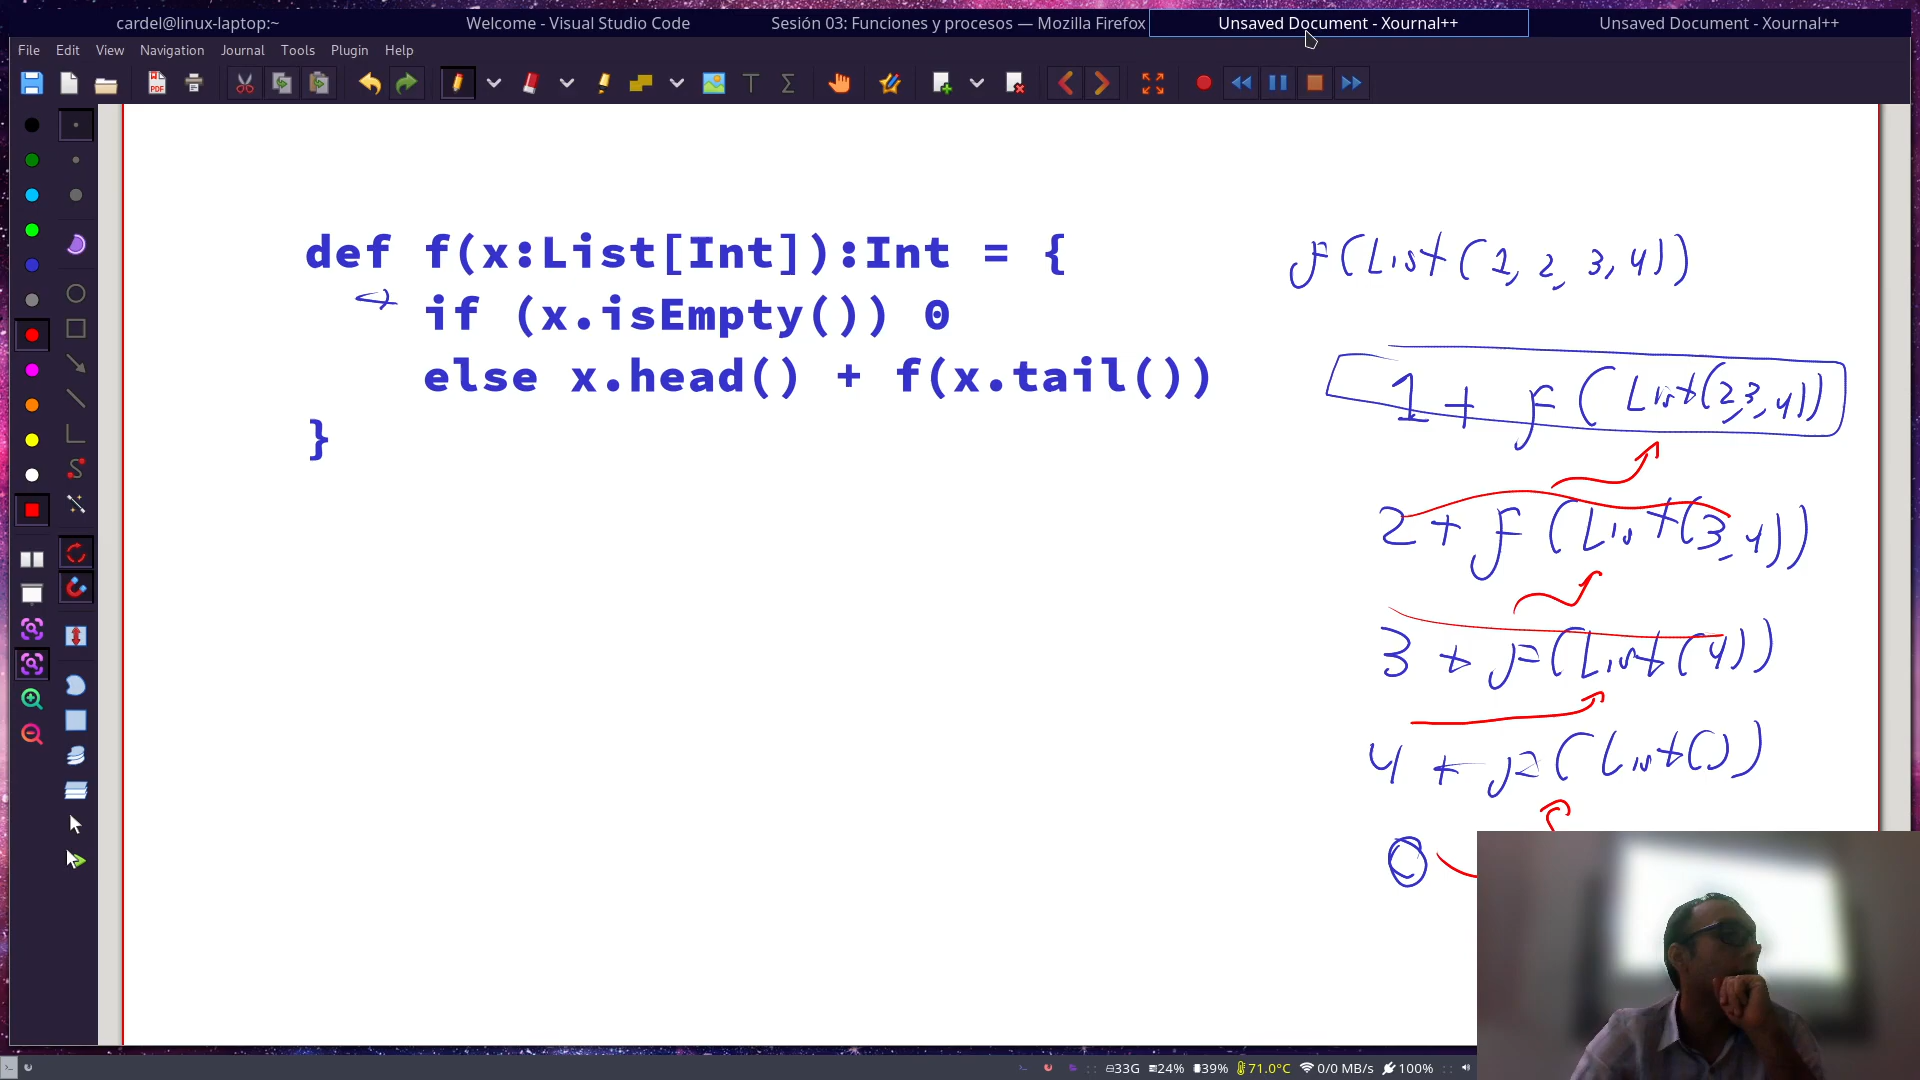 cardel@linux-laptop:~ Welcome - Visual Studio Code Sesión 03: Funciones y procesos — Mozilla Firefox Unsaved Document - Xournal++ Unsaved Document - Xournal++
File Edit View Navigation Journal Tools Plugin Help
def f(x:List[Int]):Int = {
if (x.isEmpty()) 0
else x.head() + f(x.tail())
}
f(List(1, 2, 3, 4))
1 + f(List(2,3,4))
2 + f(List(3,4))
3 + f(List(4))
4 + f(List())
0
33G 24% 39% 71.0°C 0/0 MB/s 100%